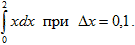 ∫₀² xdx при Δx = 0,1.